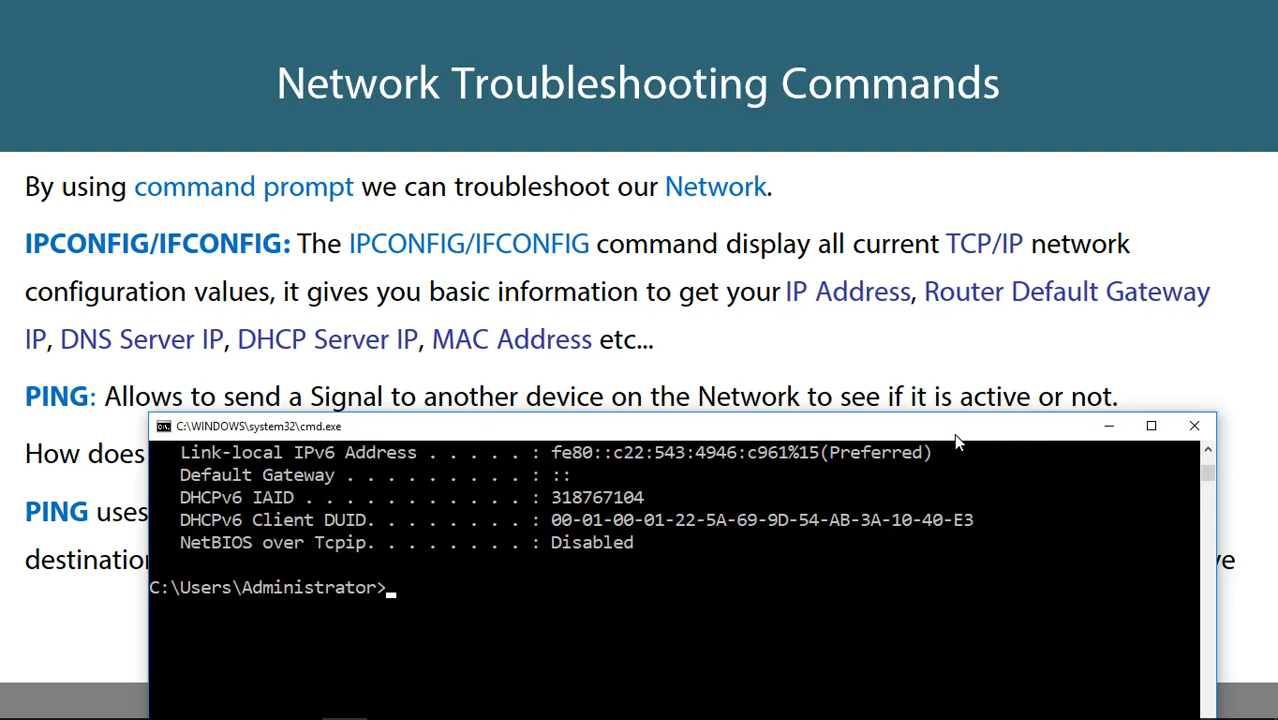 Network Troubleshooting Commands
By using command prompt we can troubleshoot our Network.
IPCONFIG/IFCONFIG: The IPCONFIG/IFCONFIG command display all current TCP/IP network
configuration values, it gives you basic information to get your IP Address, Router Default Gateway
IP, DNS Server IP, DHCP Server IP, MAC Address etc...
PING: Allows to send a Signal to another device on the Network to see if it is active or not.
How does
PING uses
destination
C:\WINDOWS\system32\cmd.exe
Link-local IPv6 Address . . . . . : fe80::c22:543:4946:c961%15(Preferred)
Default Gateway . . . . . . . . . : ::
DHCPv6 IAID . . . . . . . . . . . : 318767104
DHCPv6 Client DUID. . . . . . . . : 00-01-00-01-22-5A-69-9D-54-AB-3A-10-40-E3
NetBIOS over Tcpip. . . . . . . . : Disabled
C:\Users\Administrator>